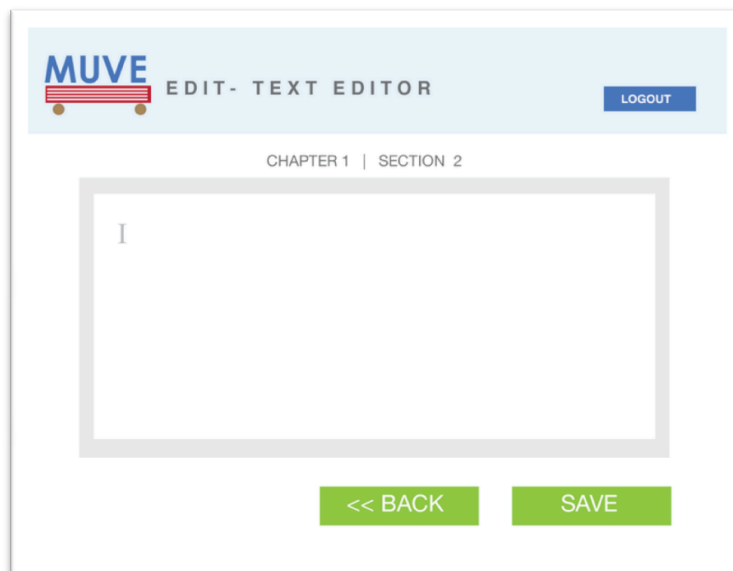 MUVE
EDIT- TEXT EDITOR
LOGOUT
CHAPTER 1 | SECTION 2
<< BACK
SAVE